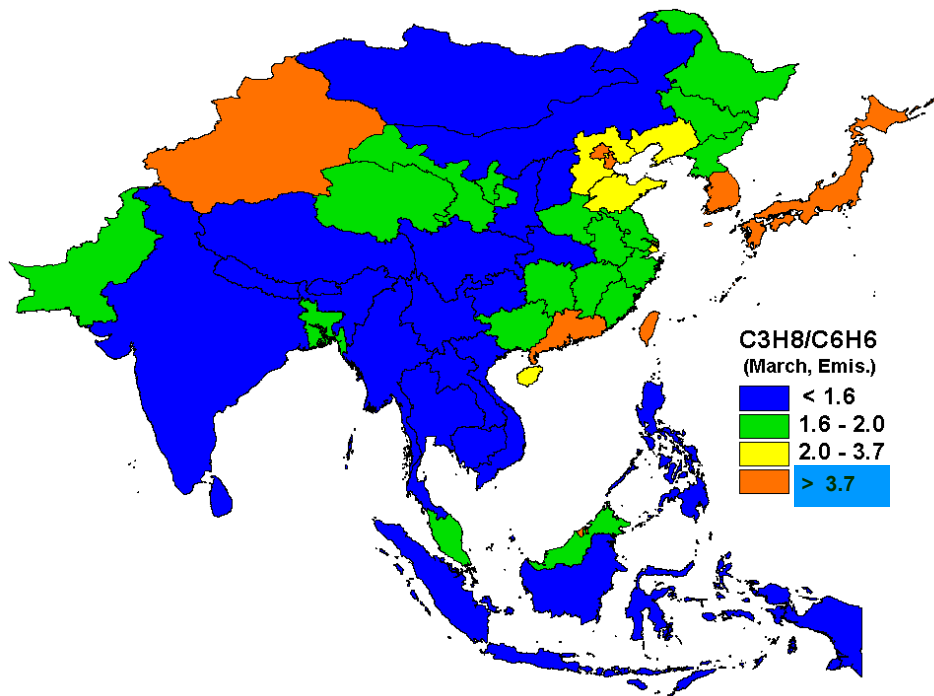 C3H8/C6H6
(March, Emis.)
< 1.6
1.6 - 2.0
2.0 - 3.7
> 3.7